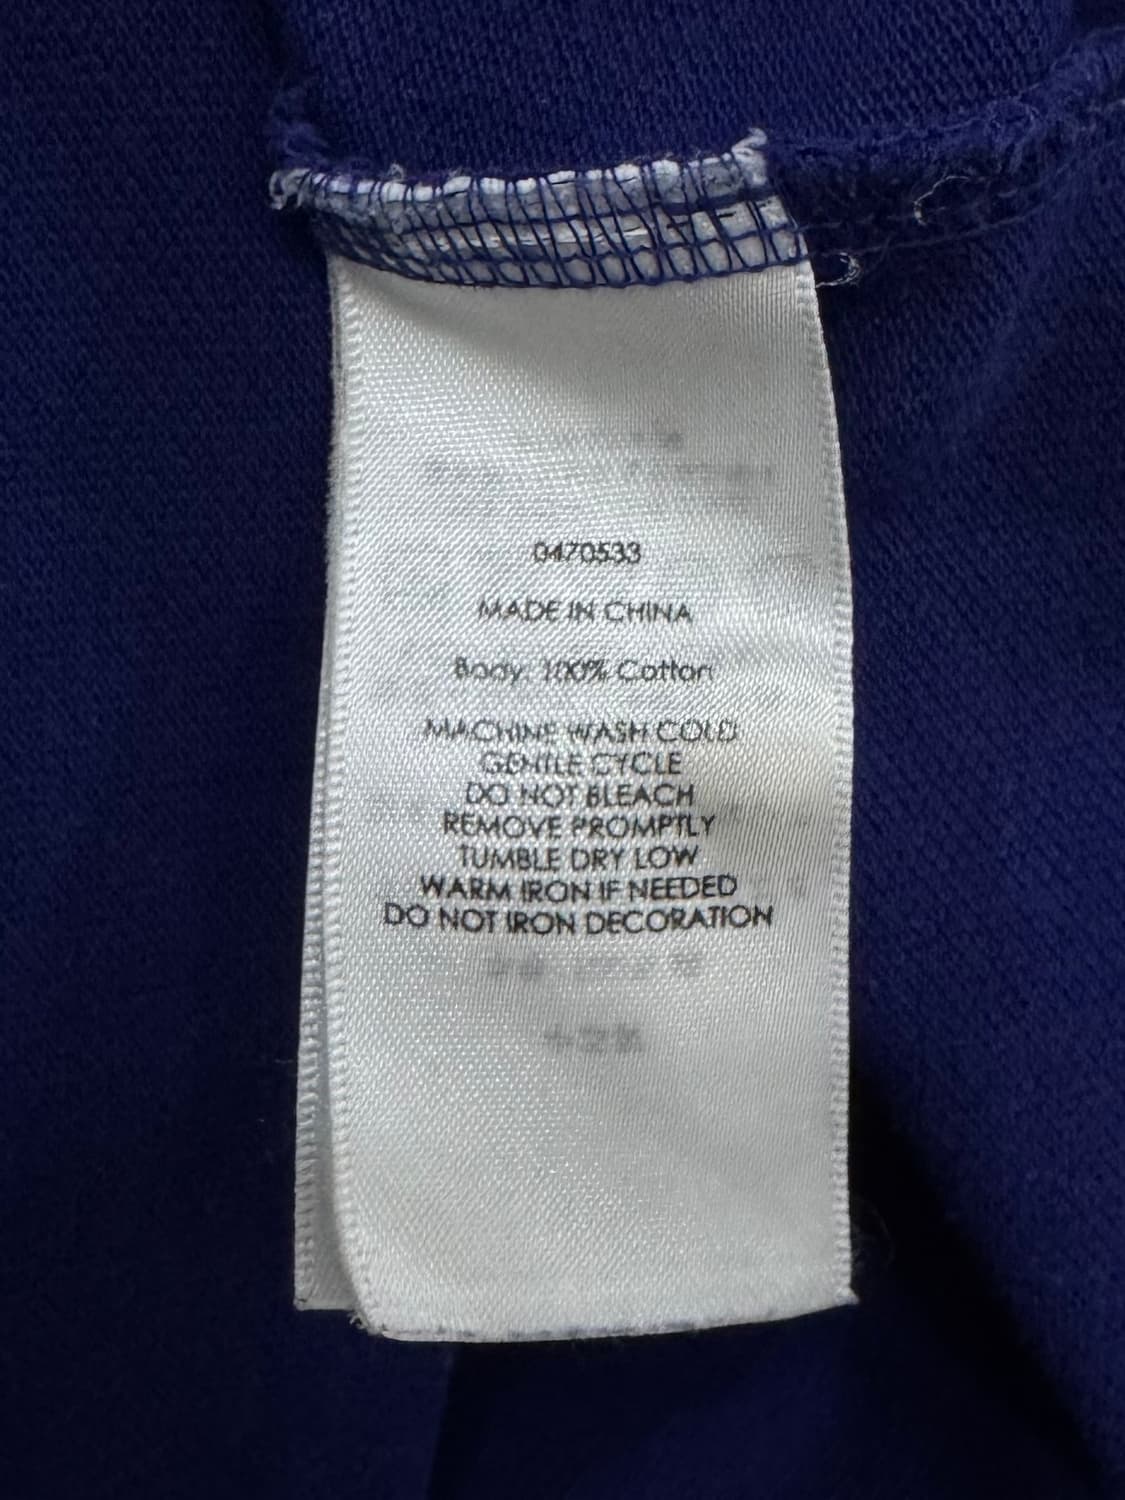 0470533
MADE IN CHINA
Body: 100% Cotton
MACHINE WASH COLD
GENTLE CYCLE
DO NOT BLEACH
REMOVE PROMPTLY
TUMBLE DRY LOW
WARM IRON IF NEEDED
DO NOT IRON DECORATION